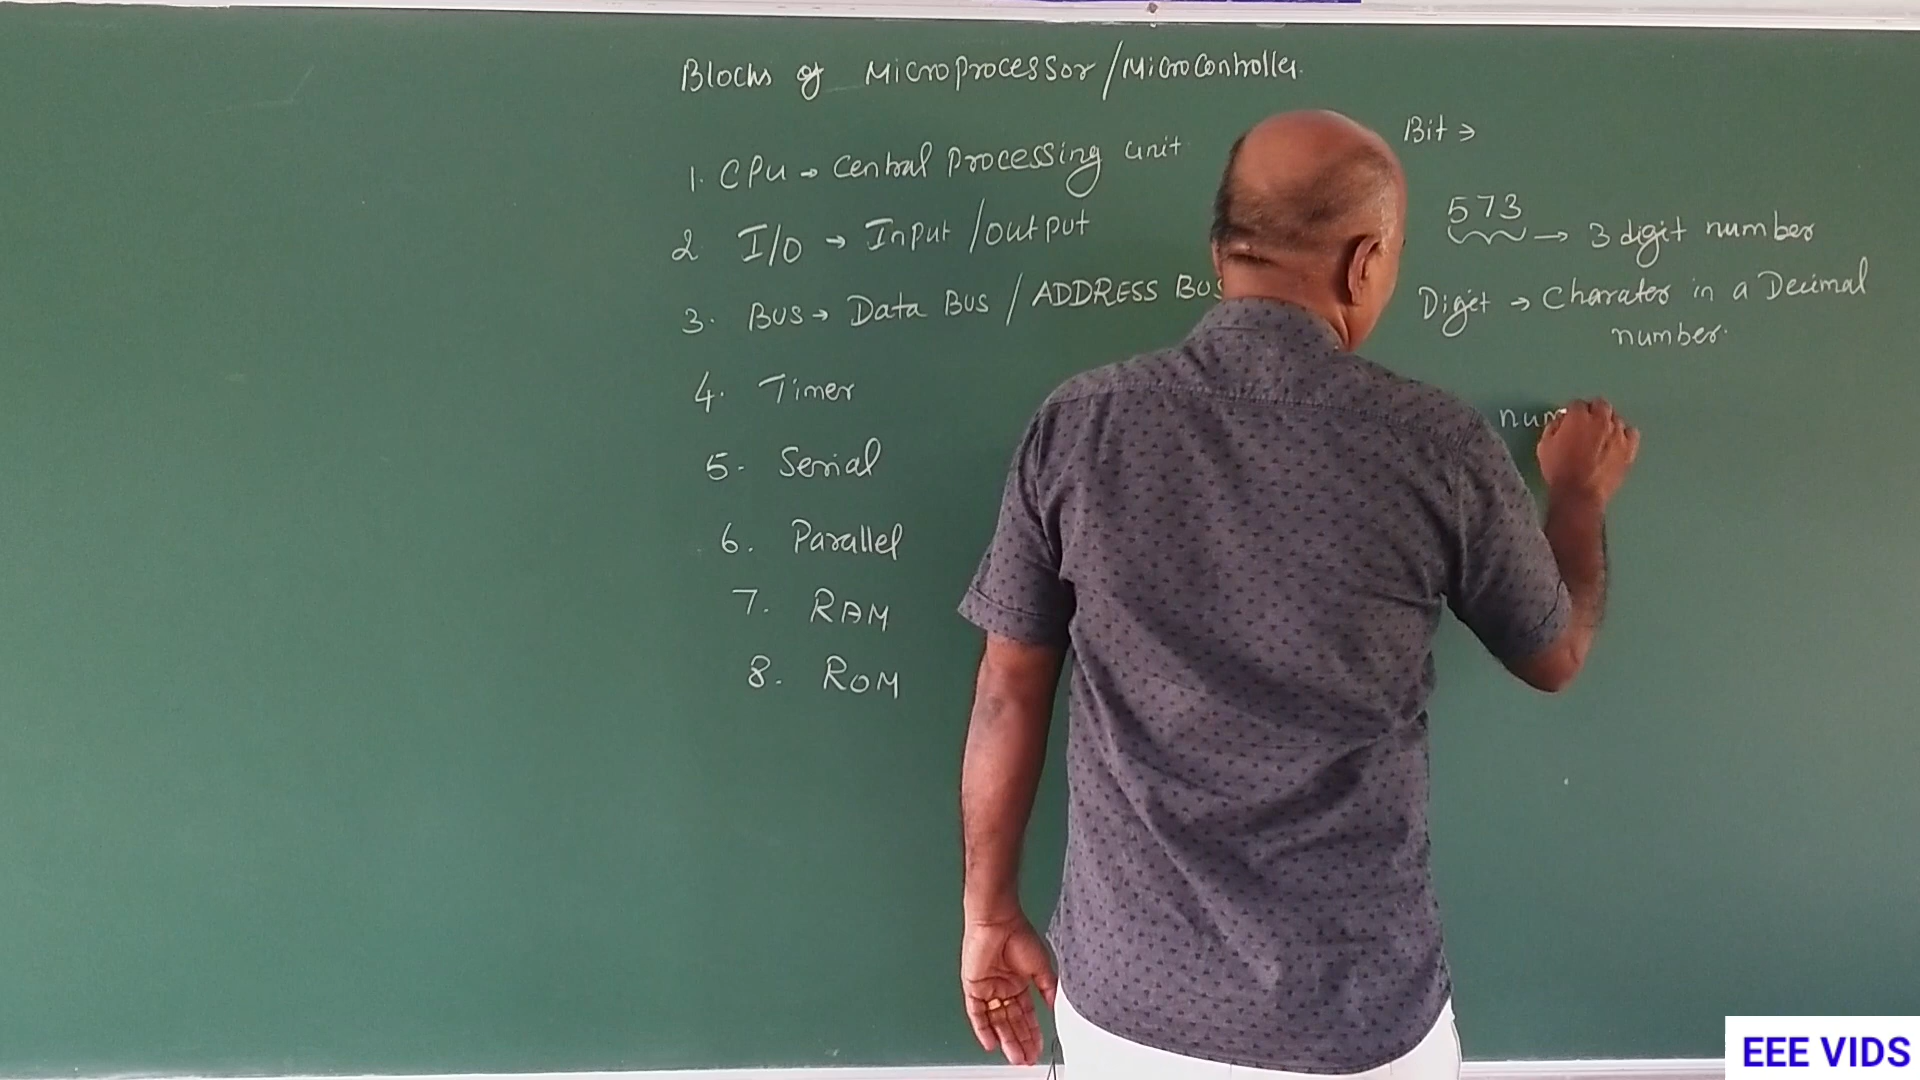 Blocks of Microprocessor/Microcontroller.
1. CPU → Central Processing unit
2 I/O → Input/output
3. BUS → Data BUS / ADDRESS BUS
4. Timer
5. Serial
6. Parallel
7. RAM
8. ROM
Bit →
573 → 3 digit number
Digit → Charater in a Decimal
number.
num
EEE VIDS